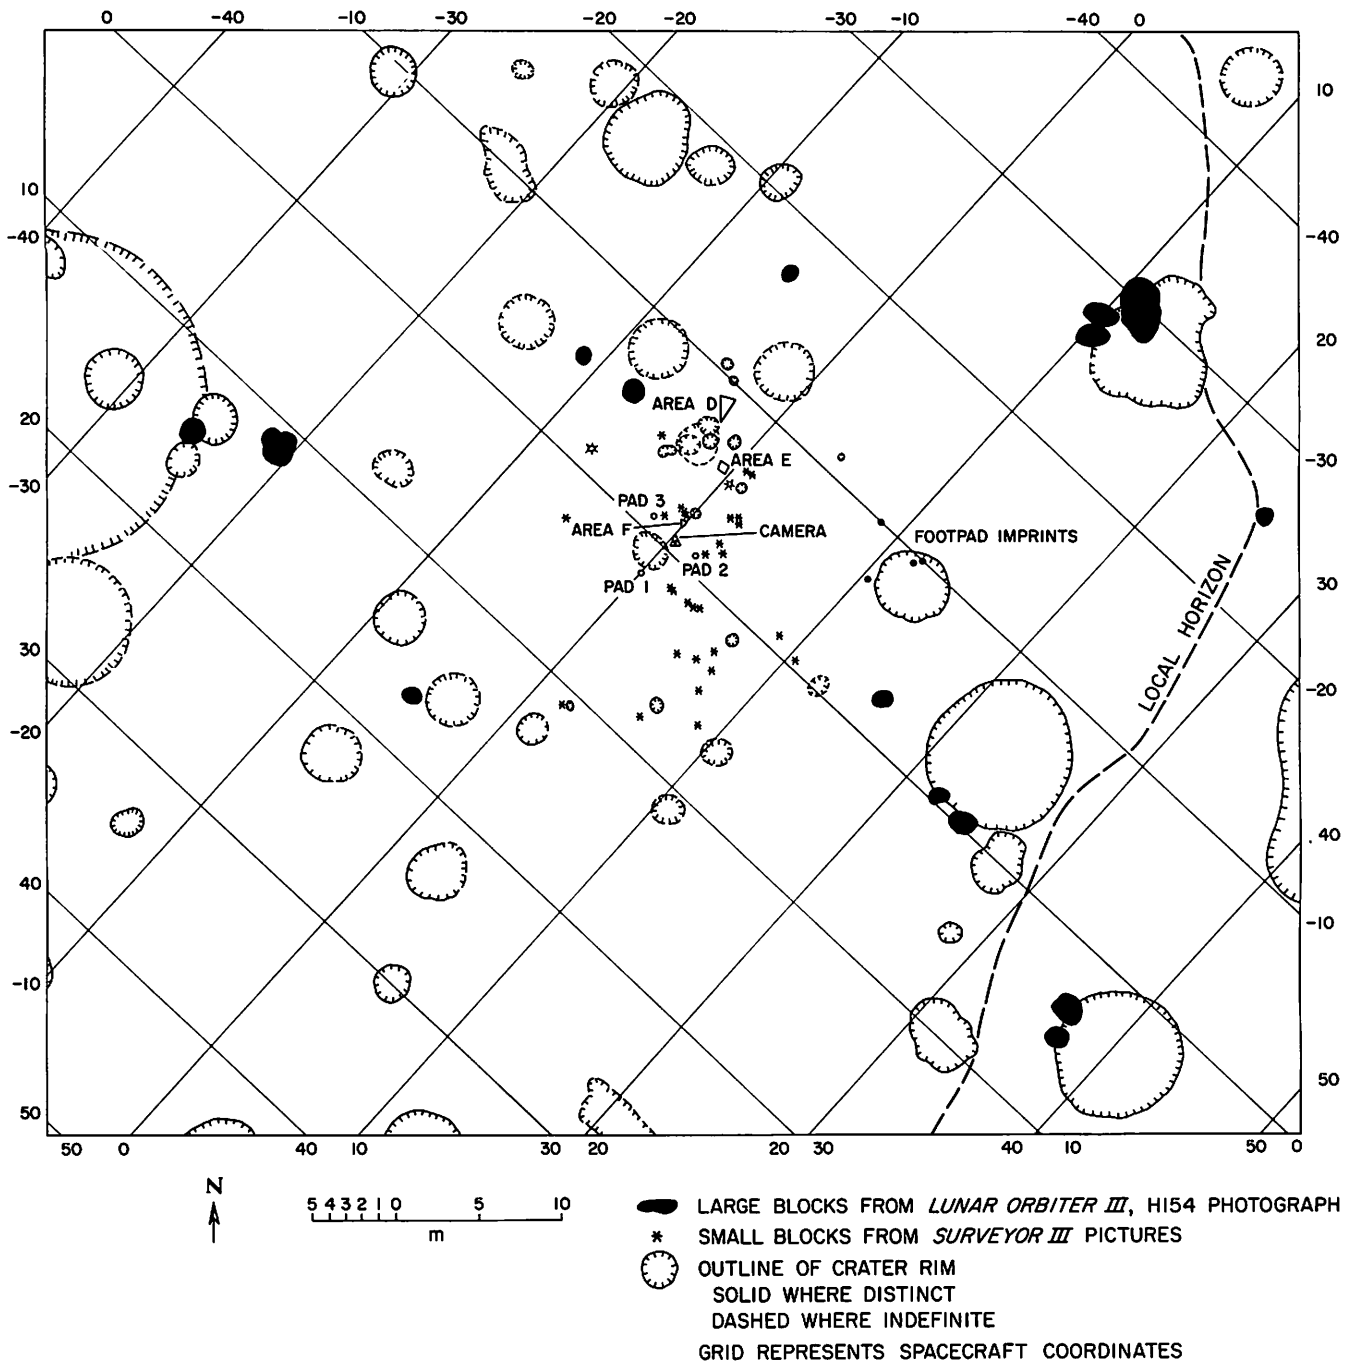 0 -40 -10 -30 -20 -20 -10 -40 0
10
10
-40 -40
20
AREA D
20
-30 AREA E -30
PAD 3
AREA F CAMERA FOOTPAD IMPRINTS
PAD 2
PAD 1 30
LOCAL HORIZON
30
-20
-20
40
40
-10
-10
50
50
50 0 40 10 30 20 20 30 40 10 50 0
N
5 4 3 2 1 0 5 10
m
LARGE BLOCKS FROM LUNAR ORBITER III, H154 PHOTOGRAPH
* SMALL BLOCKS FROM SURVEYOR III PICTURES
OUTLINE OF CRATER RIM
SOLID WHERE DISTINCT
DASHED WHERE INDEFINITE
GRID REPRESENTS SPACECRAFT COORDINATES